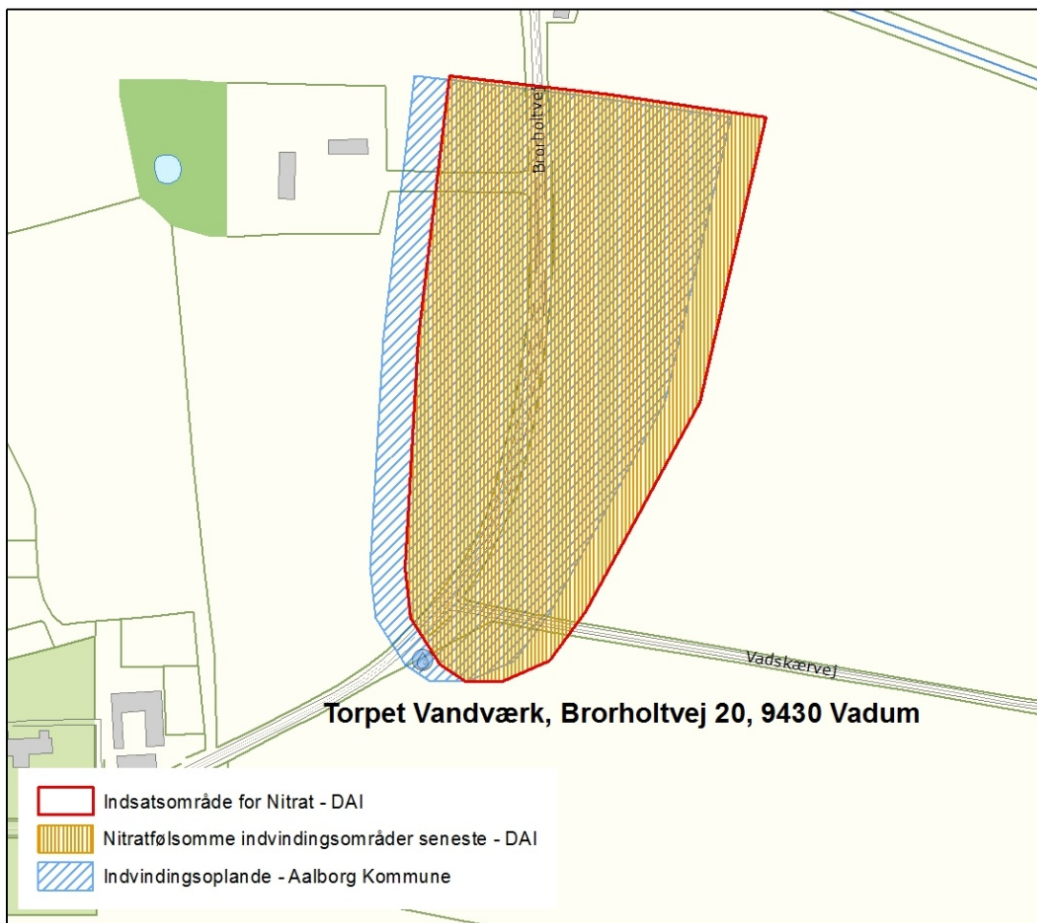 Brorholtvej
Vadskærvej
Torpet Vandværk, Brorholtvej 20, 9430 Vadum
Indsatsområde for Nitrat - DAI
Nitratfølsomme indvindingsområder seneste - DAI
Indvindingsoplande - Aalborg Kommune